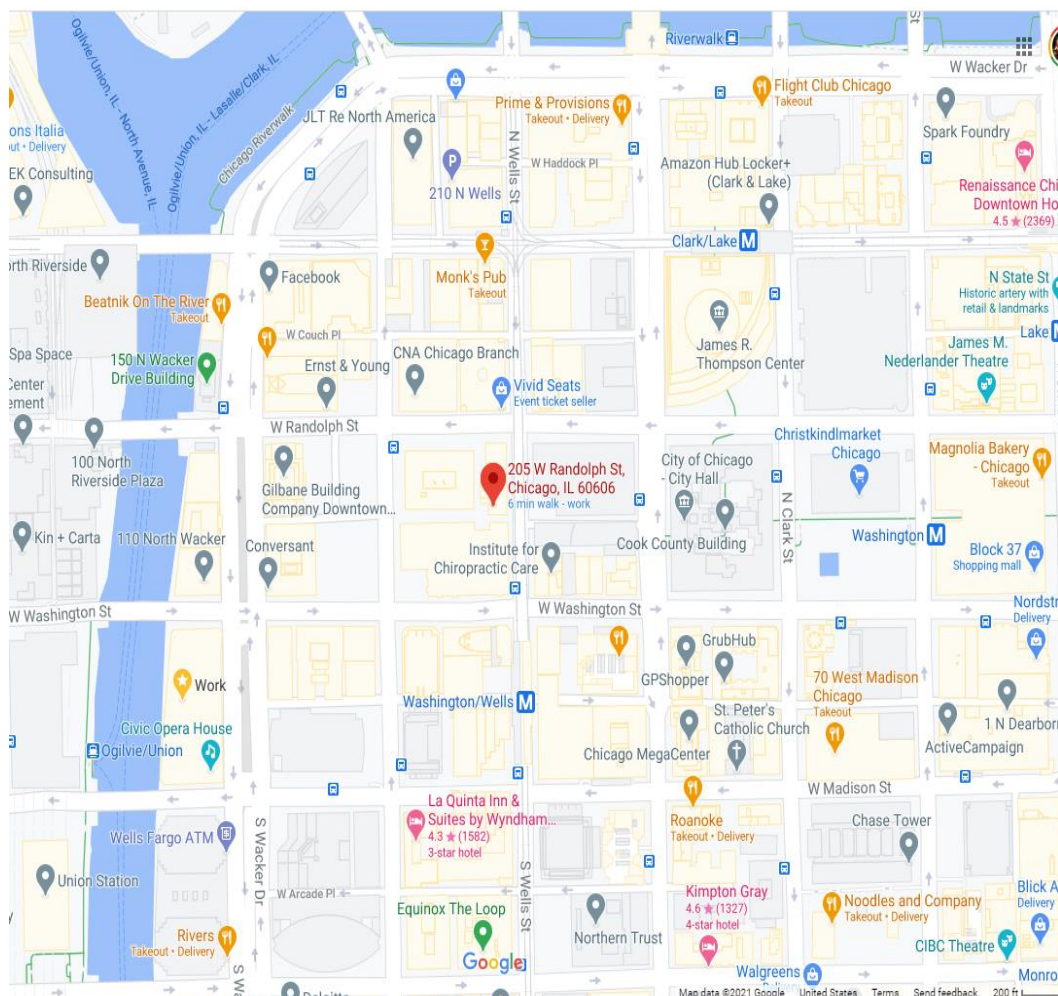 Ogilvie/Union, IL - North Avenue, IL
Ogilvie/Union, IL - Lasalle/Clark, IL
Chicago Riverwalk
Riverwalk
St
W Wacker Dr
JLT Re North America
Prime & Provisions
Takeout • Delivery
Flight Club Chicago
Takeout
Spark Foundry
ons Italia
out • Delivery
EK Consulting
P
210 N Wells
N Wells St
W Haddock Pl
Amazon Hub Locker+
(Clark & Lake)
Renaissance Chi
Downtown Ho
4.5 ★ (2369)
Clark/Lake M
orth Riverside
Facebook
Monk's Pub
Takeout
N State St
Historic artery with
retail & landmarks
Beatnik On The River
Takeout
W Couch Pl
James R.
Thompson Center
Lake M
James M.
Nederlander Theatre
Spa Space
Center
ement
150 N Wacker
Drive Building
Ernst & Young
CNA Chicago Branch
Vivid Seats
Event ticket seller
W Randolph St
100 North
Riverside Plaza
Gilbane Building
Company Downtown...
205 W Randolph St,
Chicago, IL 60606
6 min walk - work
City of Chicago
- City Hall
Christkindlmarket
Chicago
Magnolia Bakery
- Chicago
Takeout
N Clark St
Kin + Carta
110 North Wacker
Conversant
Institute for
Chiropractic Care
Cook County Building
Washington M
Block 37
Shopping mall
W Washington St
W Washington St
Nordstr
Delivery
GrubHub
GPShopper
70 West Madison
Chicago
Takeout
Work
Washington/Wells M
St. Peter's
Catholic Church
1 N Dearborn
Civic Opera House
Ogilvie/Union
Chicago MegaCenter
ActiveCampaign
W Madison St
La Quinta Inn &
Suites by Wyndham...
4.3 ★ (1582)
3-star hotel
Roanoke
Takeout • Delivery
Chase Tower
Wells Fargo ATM
S Wacker Dr
S Wells St
Union Station
W Arcade Pl
Kimpton Gray
4.6 ★ (1327)
4-star hotel
Noodles and Company
Takeout • Delivery
Blick A
Delivery
Equinox The Loop
Northern Trust
Rivers
Takeout • Delivery
CIBC Theatre
Google
S Wa
Walgreens
Monro
Map data ©2021 Google United States Terms Send feedback 200 ft